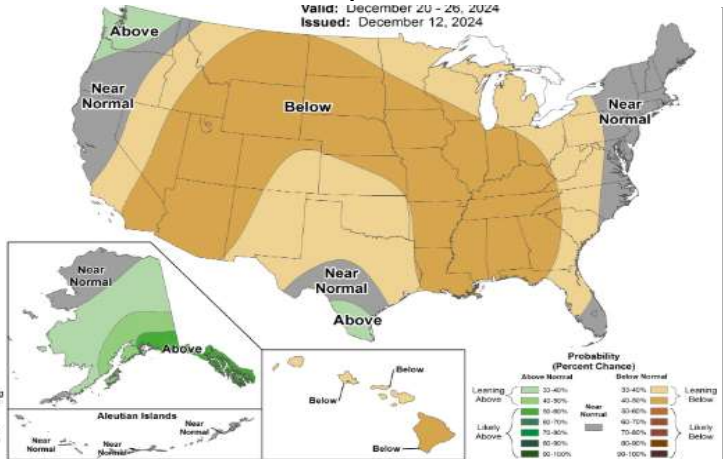 Valid: December 20 - 26, 2024
Issued: December 12, 2024
Above
Near
Normal
Below
Near
Normal
Near
Normal
Above
Near
Normal
Above
Below
Below
Below
Aleutian Islands
Near
Normal
Near
Normal
Near
Normal
Probability
(Percent Chance)
Above Normal Below Normal
Leaning
Above
33-40% 33-40%
40-50% 40-50%
Leaning
Below
Near
Normal
Likely
Above
50-60% 50-60%
60-70% 60-70%
70-80% 70-80%
80-90% 80-90%
90-100% 90-100%
Likely
Below